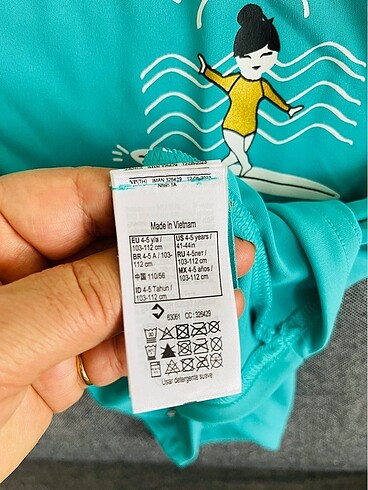 Made in Vietnam
EU 4-5 y/a /
103-112 cm
BR 4-5 A / 103-
112 cm
中国 110/56
ID 4-5 Tahun /
103-112 cm
US 4-5 years /
41-44in
RU 4-5лет /
103-112 cm
MX 4-5 años /
103-112 cm
63061 CC : 326429
Usar detergente suave